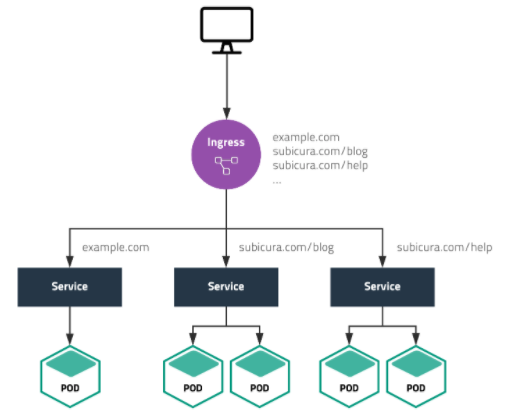 Ingress
example.com
subicura.com/blog
subicura.com/help
...
example.com
subicura.com/blog
subicura.com/help
Service
Service
Service
POD
POD
POD
POD
POD